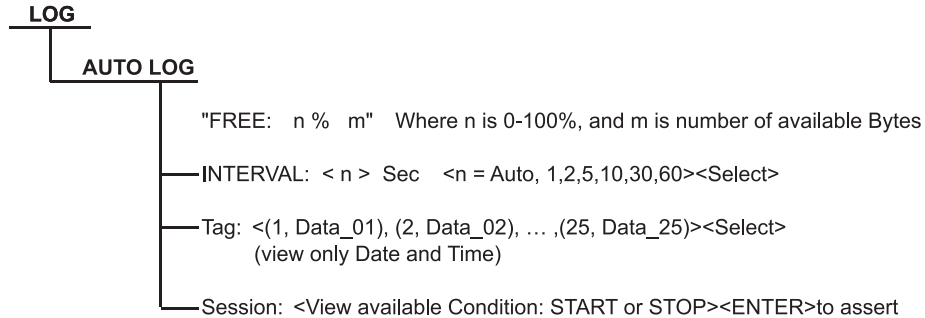 LOG
AUTO LOG
"FREE: n % m" Where n is 0-100%, and m is number of available Bytes
INTERVAL: < n > Sec <n = Auto, 1,2,5,10,30,60><Select>
Tag: <(1, Data_01), (2, Data_02), … ,(25, Data_25)><Select>
(view only Date and Time)
Session: <View available Condition: START or STOP><ENTER>to assert